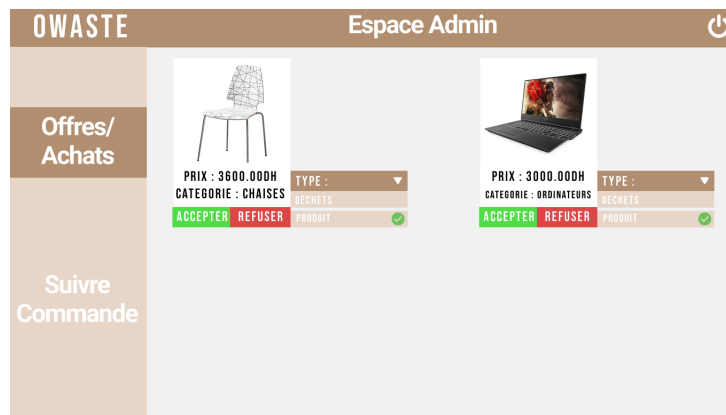 OWASTE
Espace Admin
Offres/
Achats
Suivre
Commande
PRIX : 3600.00DH
CATEGORIE : CHAISES
ACCEPTER REFUSER
TYPE :
DECHETS
PRODUIT
PRIX : 3000.00DH
CATEGORIE : ORDINATEURS
ACCEPTER REFUSER
TYPE :
DECHETS
PRODUIT